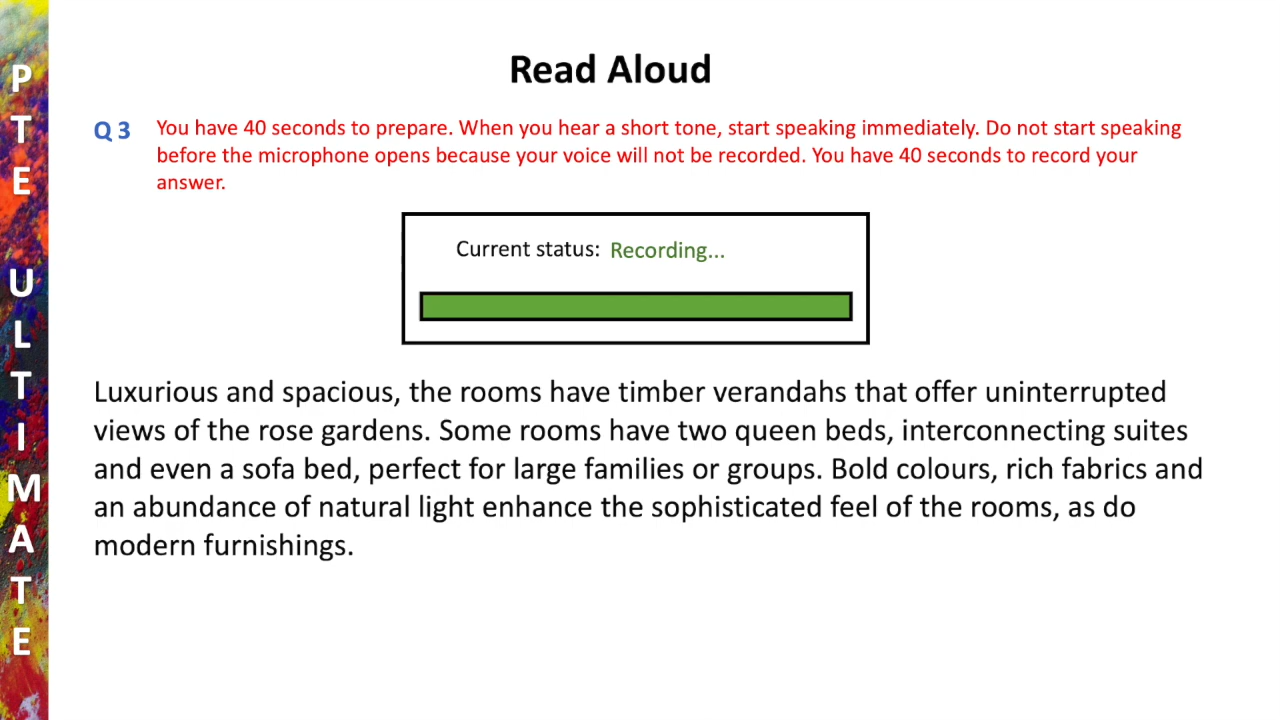 PTE ULTIMATE
Read Aloud
Q 3
You have 40 seconds to prepare. When you hear a short tone, start speaking immediately. Do not start speaking
before the microphone opens because your voice will not be recorded. You have 40 seconds to record your
answer.
Current status: Recording...
Luxurious and spacious, the rooms have timber verandahs that offer uninterrupted
views of the rose gardens. Some rooms have two queen beds, interconnecting suites
and even a sofa bed, perfect for large families or groups. Bold colours, rich fabrics and
an abundance of natural light enhance the sophisticated feel of the rooms, as do
modern furnishings.